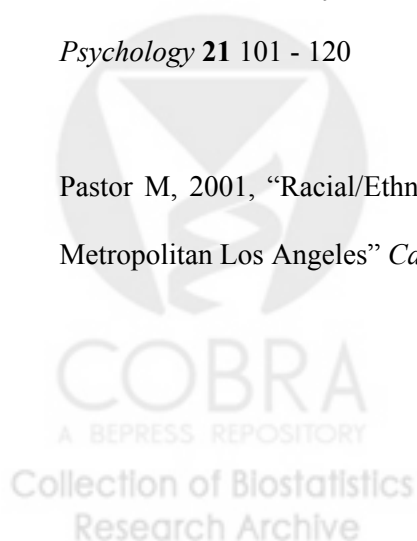 Psychology 21 101 - 120
Pastor M, 2001, “Racial/Ethn
Metropolitan Los Angeles” Ca
COBRA
A BEPRESS REPOSITORY
Collection of Biostatistics
Research Archive